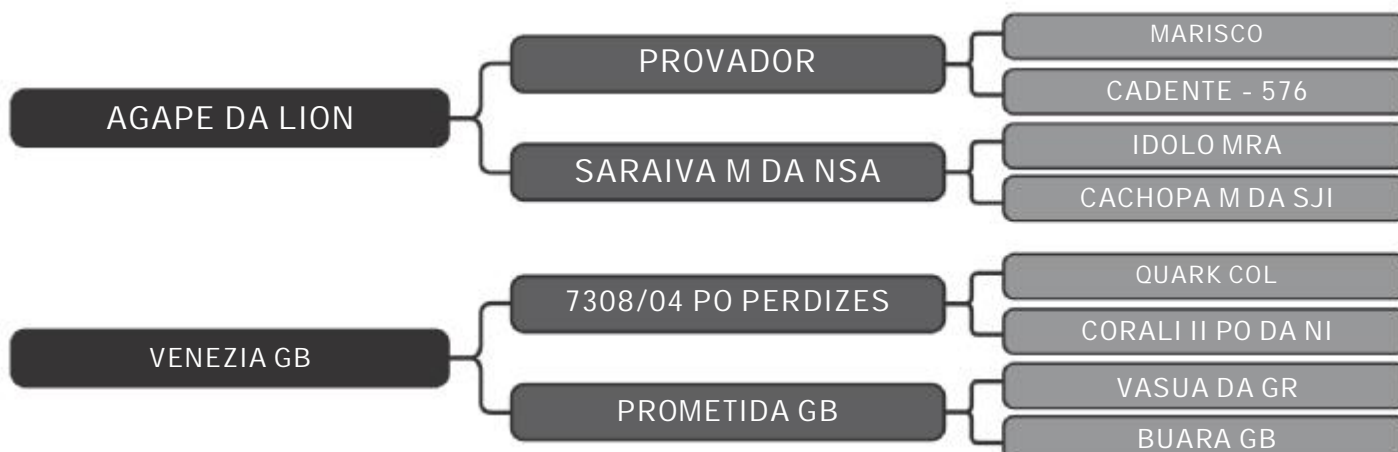 MARISCO
PROVADOR
CADENTE - 576
AGAPE DA LION
IDOLO MRA
SARAIVA M DA NSA
CACHOPA M DA SJI
QUARK COL
7308/04 PO PERDIZES
CORALI II PO DA NI
VENEZIA GB
VASUA DA GR
PROMETIDA GB
BUARA GB